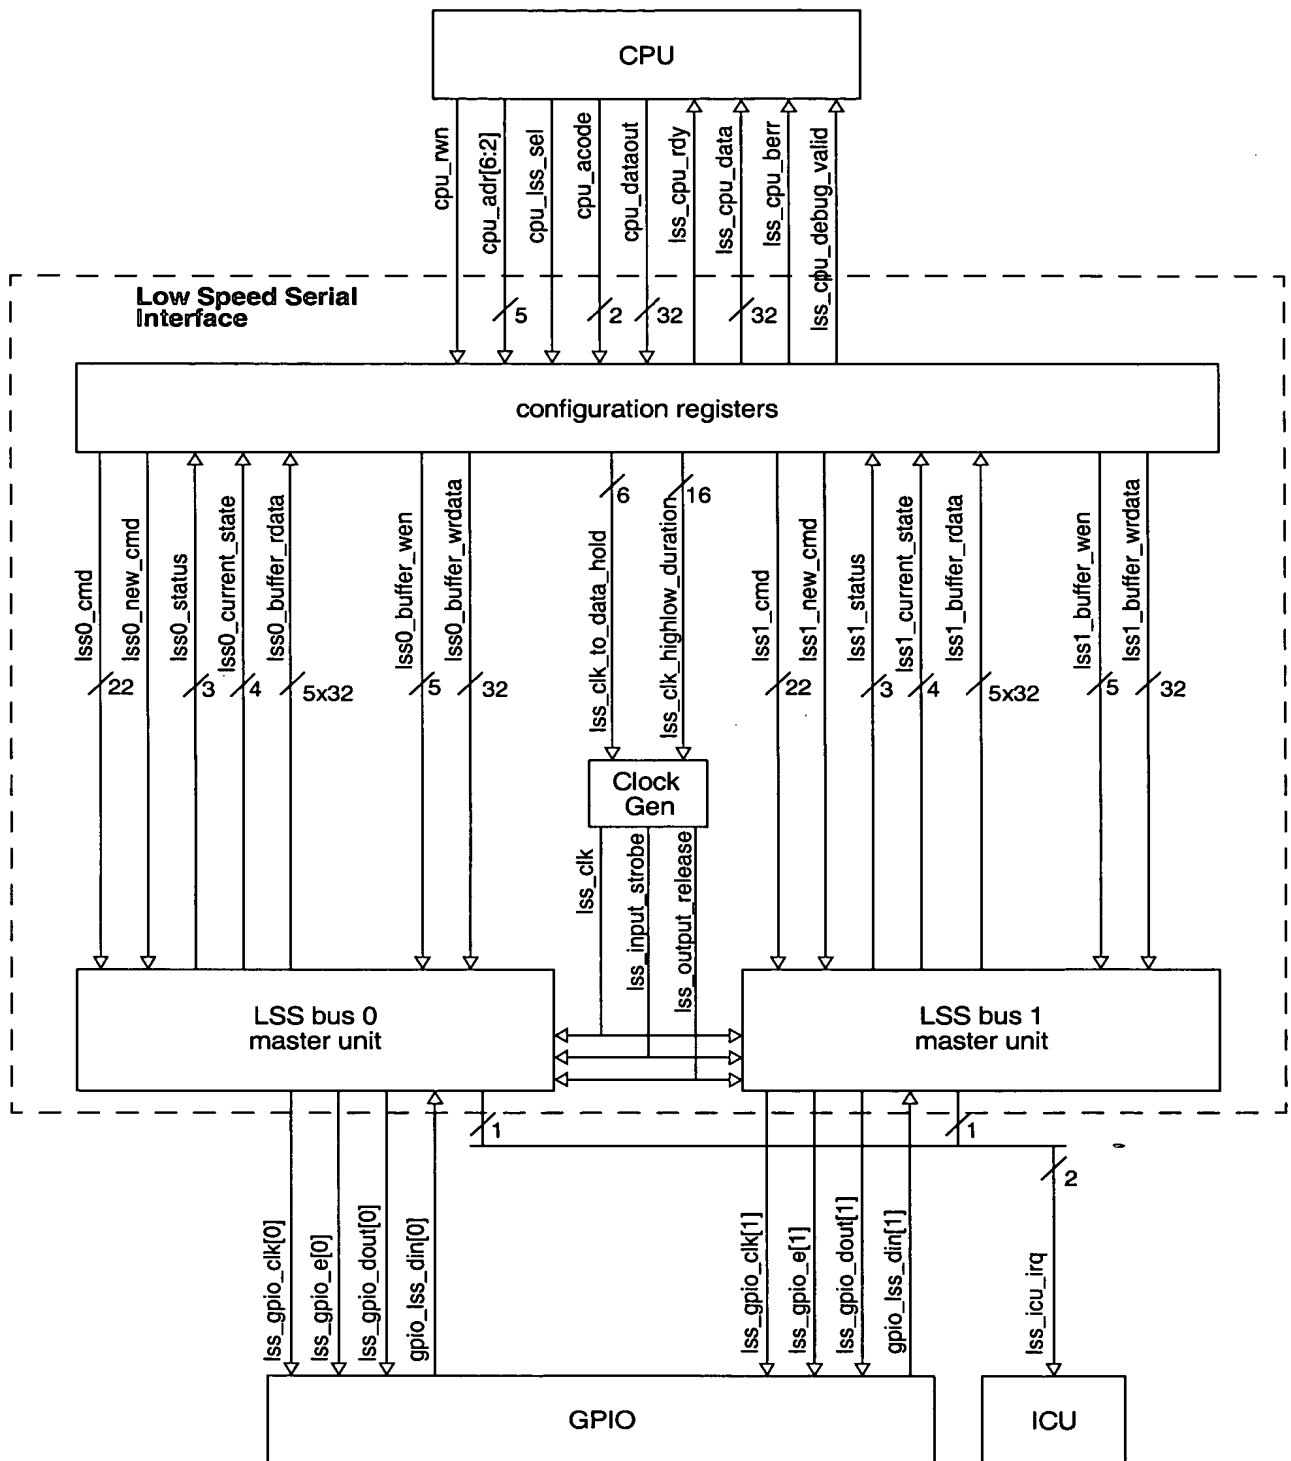 CPU
cpu_rwn
cpu_adr[6:2]
cpu_lss_sel
cpu_acode
cpu_dataout
lss_cpu_rdy
lss_cpu_data
lss_cpu_berr
lss_cpu_debug_valid
Low Speed Serial
Interface
5
2
32
32
configuration registers
6
16
lss0_cmd
lss0_new_cmd
lss0_status
lss0_current_state
lss0_buffer_rdata
lss0_buffer_wen
lss0_buffer_wrdata
lss_clk_to_data_hold
lss_clk_highlow_duration
lss1_cmd
lss1_new_cmd
lss1_status
lss1_current_state
lss1_buffer_rdata
lss1_buffer_wen
lss1_buffer_wrdata
22
3
4
5x32
5
32
22
3
4
5x32
5
32
Clock
Gen
lss_clk
lss_input_strobe
lss_output_release
LSS bus 0
master unit
LSS bus 1
master unit
1
1
2
lss_gpio_clk[0]
lss_gpio_e[0]
lss_gpio_dout[0]
gpio_lss_din[0]
lss_gpio_clk[1]
lss_gpio_e[1]
lss_gpio_dout[1]
gpio_lss_din[1]
lss_icu_irq
GPIO
ICU